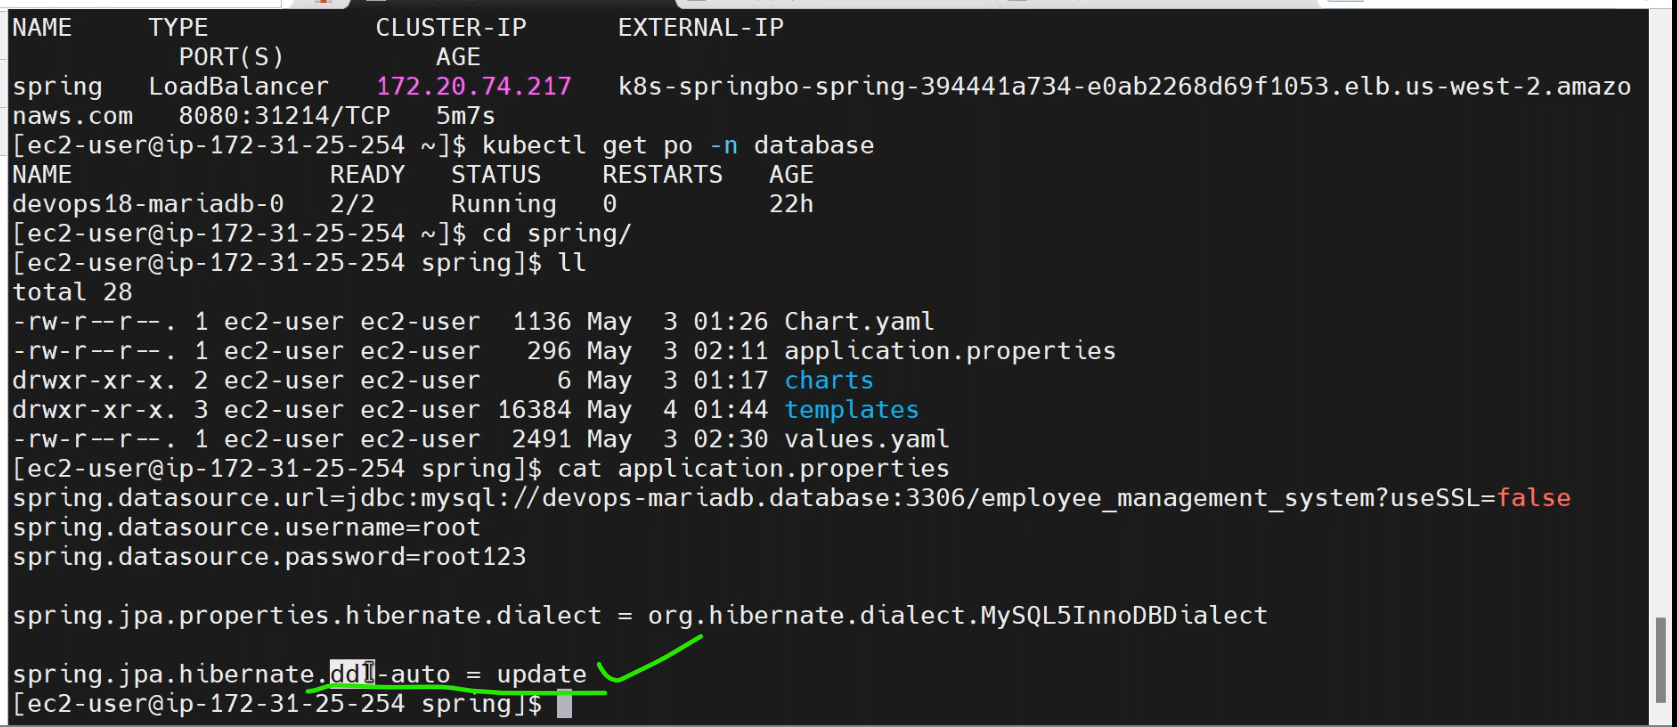 NAME     TYPE           CLUSTER-IP      EXTERNAL-IP
           PORT(S)          AGE
spring   LoadBalancer   172.20.74.217   k8s-springbo-spring-394441a734-e0ab2268d69f1053.elb.us-west-2.amazo
naws.com   8080:31214/TCP   5m7s
[ec2-user@ip-172-31-25-254 ~]$ kubectl get po -n database
NAME                 READY   STATUS    RESTARTS   AGE
devops18-mariadb-0   2/2     Running   0          22h
[ec2-user@ip-172-31-25-254 ~]$ cd spring/
[ec2-user@ip-172-31-25-254 spring]$ ll
total 28
-rw-r--r--. 1 ec2-user ec2-user  1136 May  3 01:26 Chart.yaml
-rw-r--r--. 1 ec2-user ec2-user   296 May  3 02:11 application.properties
drwxr-xr-x. 2 ec2-user ec2-user     6 May  3 01:17 charts
drwxr-xr-x. 3 ec2-user ec2-user 16384 May  4 01:44 templates
-rw-r--r--. 1 ec2-user ec2-user  2491 May  3 02:30 values.yaml
[ec2-user@ip-172-31-25-254 spring]$ cat application.properties
spring.datasource.url=jdbc:mysql://devops-mariadb.database:3306/employee_management_system?useSSL=false
spring.datasource.username=root
spring.datasource.password=root123
spring.jpa.properties.hibernate.dialect = org.hibernate.dialect.MySQL5InnoDBDialect
spring.jpa.hibernate.ddl-auto = update
[ec2-user@ip-172-31-25-254 spring]$